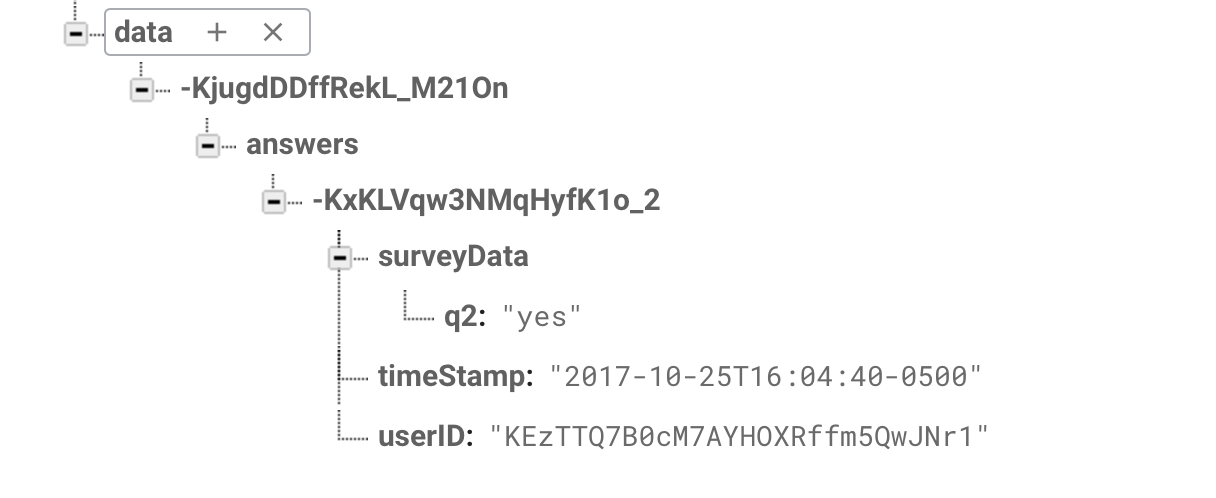 data + ×
-KjugdDDffRekL_M21On
answers
-KxKLVqw3NMqHyfK1o_2
surveyData
q2: "yes"
timeStamp: "2017-10-25T16:04:40-0500"
userID: "KEzTTQ7B0cM7AYHOXRffm5QwJNr1"